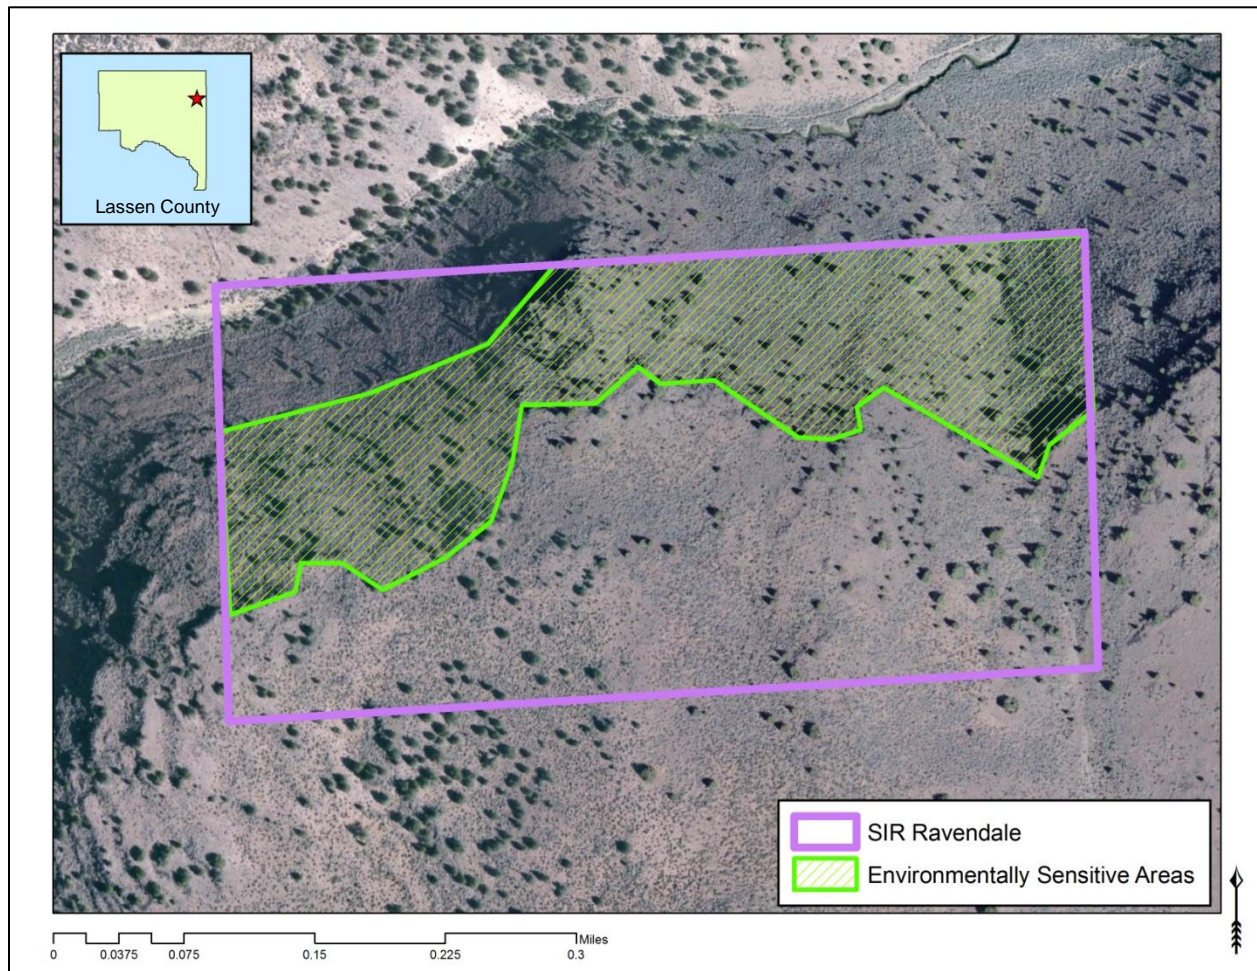 Lassen County
SIR Ravendale
Environmentally Sensitive Areas
Miles
0 0.0375 0.075 0.15 0.225 0.3